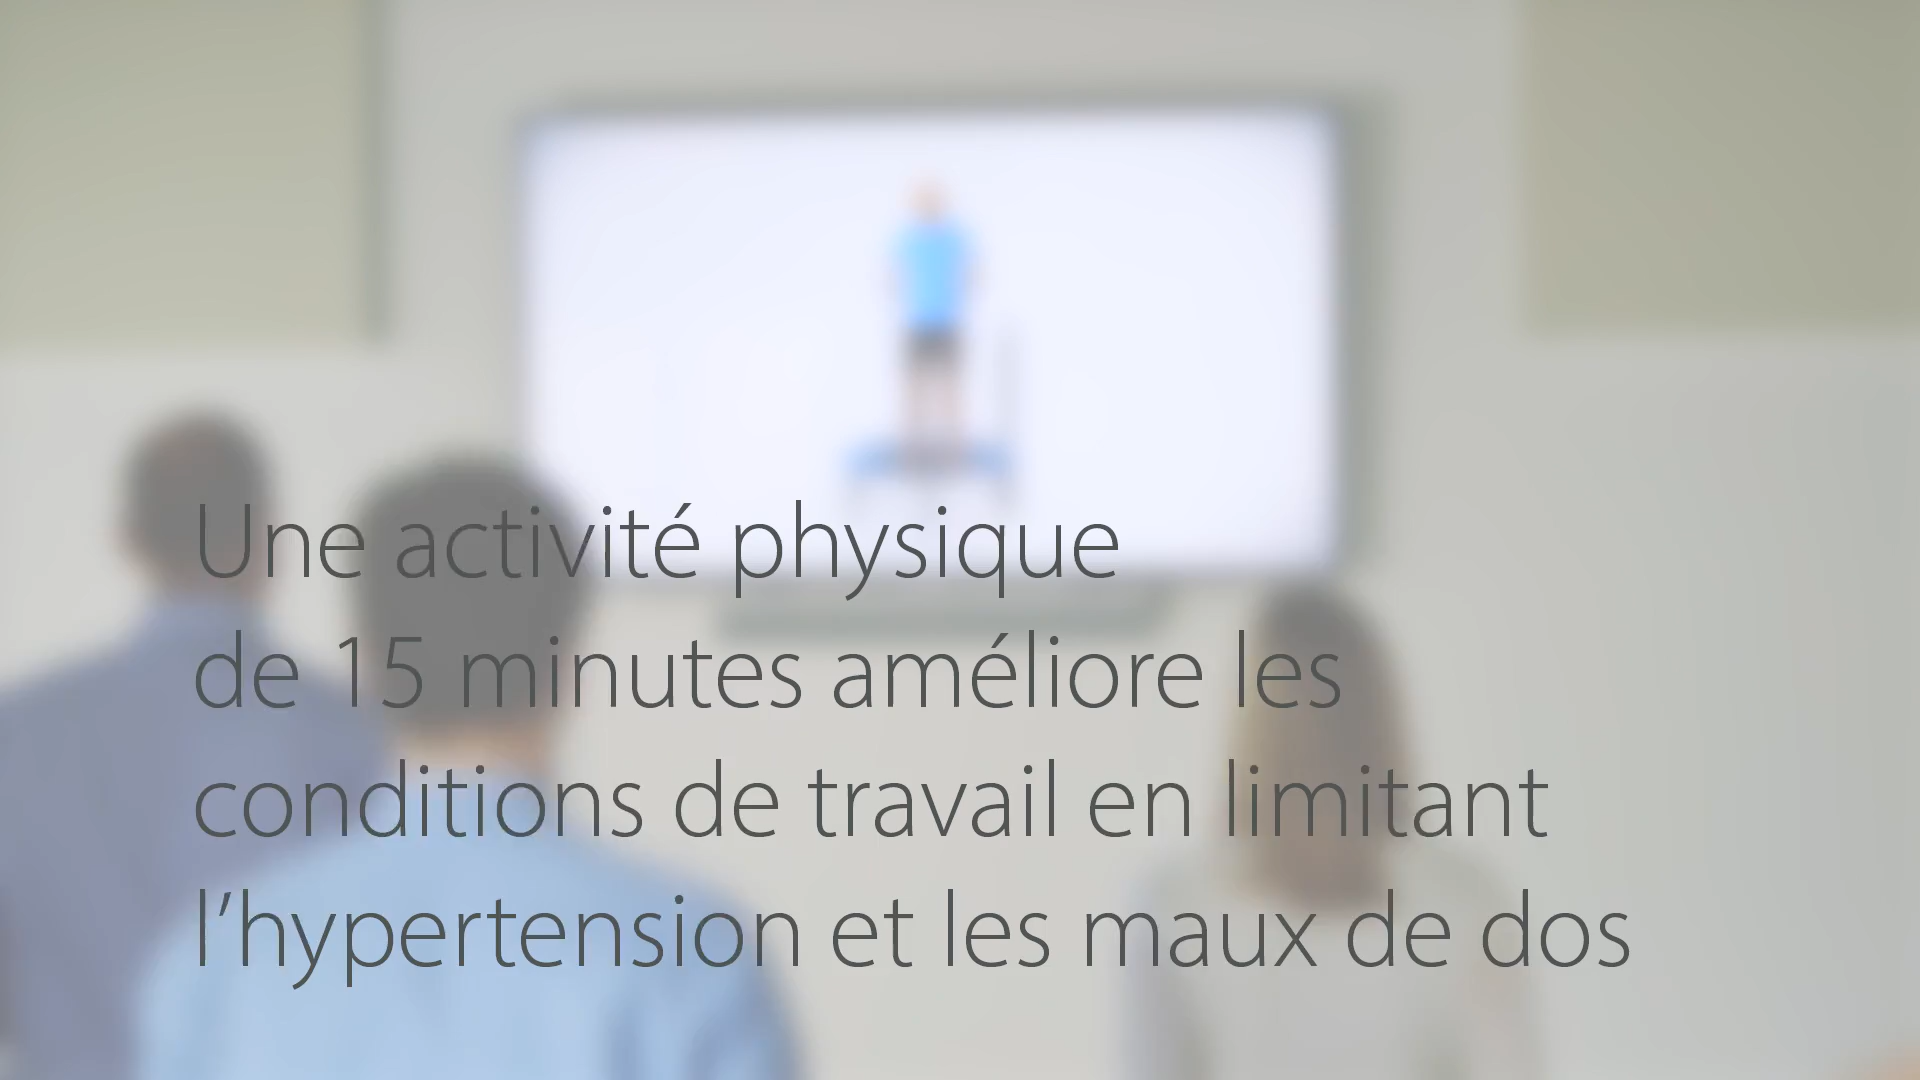 Une activité physique
de 15 minutes améliore les
conditions de travail en limitant
l’hypertension et les maux de dos